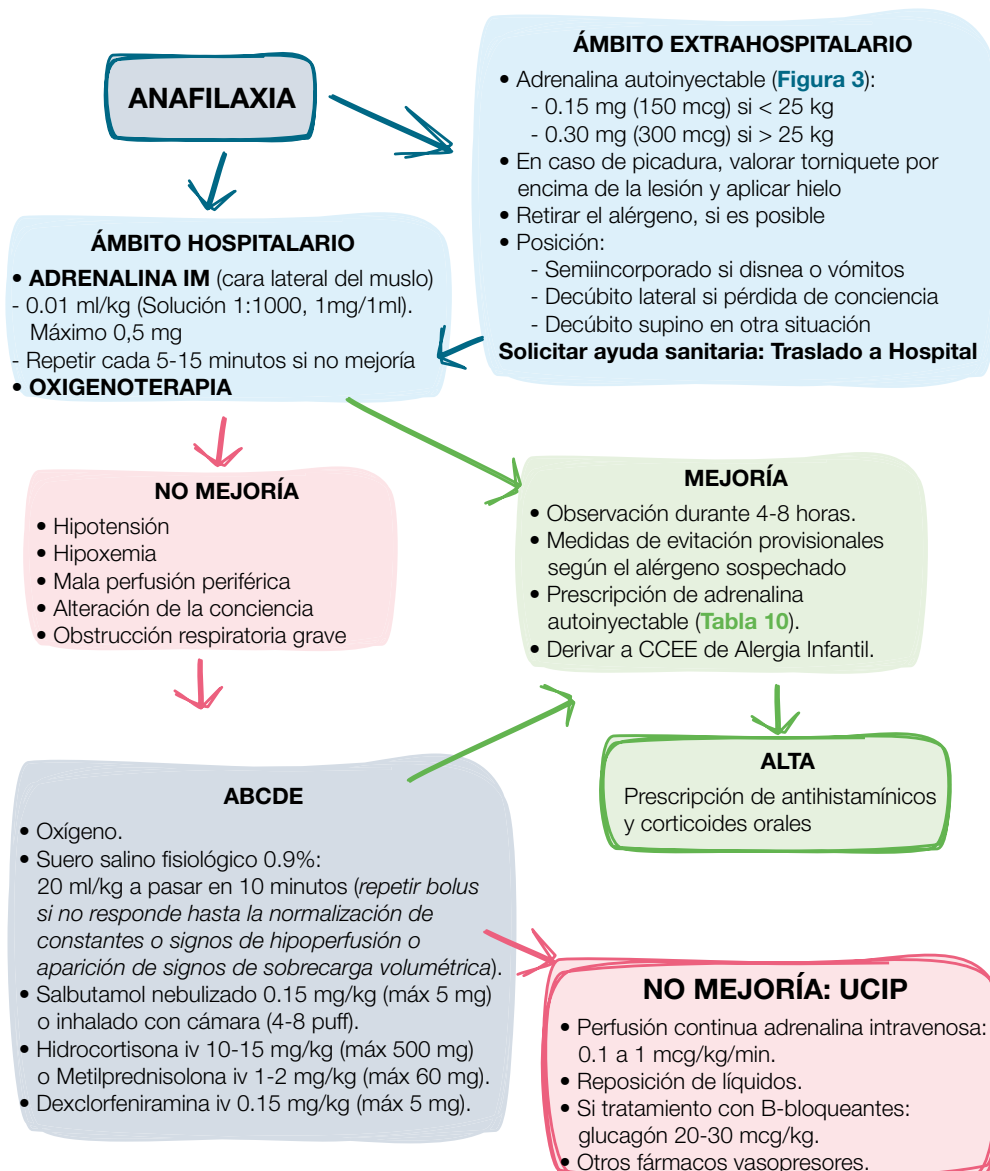 ANAFILAXIA
ÁMBITO EXTRAHOSPITALARIO
• Adrenalina autoinyectable (Figura 3):
- 0.15 mg (150 mcg) si < 25 kg
- 0.30 mg (300 mcg) si > 25 kg
• En caso de picadura, valorar torniquete por
encima de la lesión y aplicar hielo
• Retirar el alérgeno, si es posible
• Posición:
- Semiincorporado si disnea o vómitos
- Decúbito lateral si pérdida de conciencia
- Decúbito supino en otra situación
Solicitar ayuda sanitaria: Traslado a Hospital
ÁMBITO HOSPITALARIO
• ADRENALINA IM (cara lateral del muslo)
- 0.01 ml/kg (Solución 1:1000, 1mg/1ml).
Máximo 0,5 mg
- Repetir cada 5-15 minutos si no mejoría
• OXIGENOTERAPIA
NO MEJORÍA
• Hipotensión
• Hipoxemia
• Mala perfusión periférica
• Alteración de la conciencia
• Obstrucción respiratoria grave
MEJORÍA
• Observación durante 4-8 horas.
• Medidas de evitación provisionales
según el alérgeno sospechado
• Prescripción de adrenalina
autoinyectable (Tabla 10).
• Derivar a CCEE de Alergia Infantil.
ALTA
Prescripción de antihistamínicos
y corticoides orales
ABCDE
• Oxígeno.
• Suero salino fisiológico 0.9%:
20 ml/kg a pasar en 10 minutos (repetir bolus
si no responde hasta la normalización de
constantes o signos de hipoperfusión o
aparición de signos de sobrecarga volumétrica).
• Salbutamol nebulizado 0.15 mg/kg (máx 5 mg)
o inhalado con cámara (4-8 puff).
• Hidrocortisona iv 10-15 mg/kg (máx 500 mg)
o Metilprednisolona iv 1-2 mg/kg (máx 60 mg).
• Dexclorfeniramina iv 0.15 mg/kg (máx 5 mg).
NO MEJORÍA: UCIP
• Perfusión continua adrenalina intravenosa:
0.1 a 1 mcg/kg/min.
• Reposición de líquidos.
• Si tratamiento con B-bloqueantes:
glucagón 20-30 mcg/kg.
• Otros fármacos vasopresores.